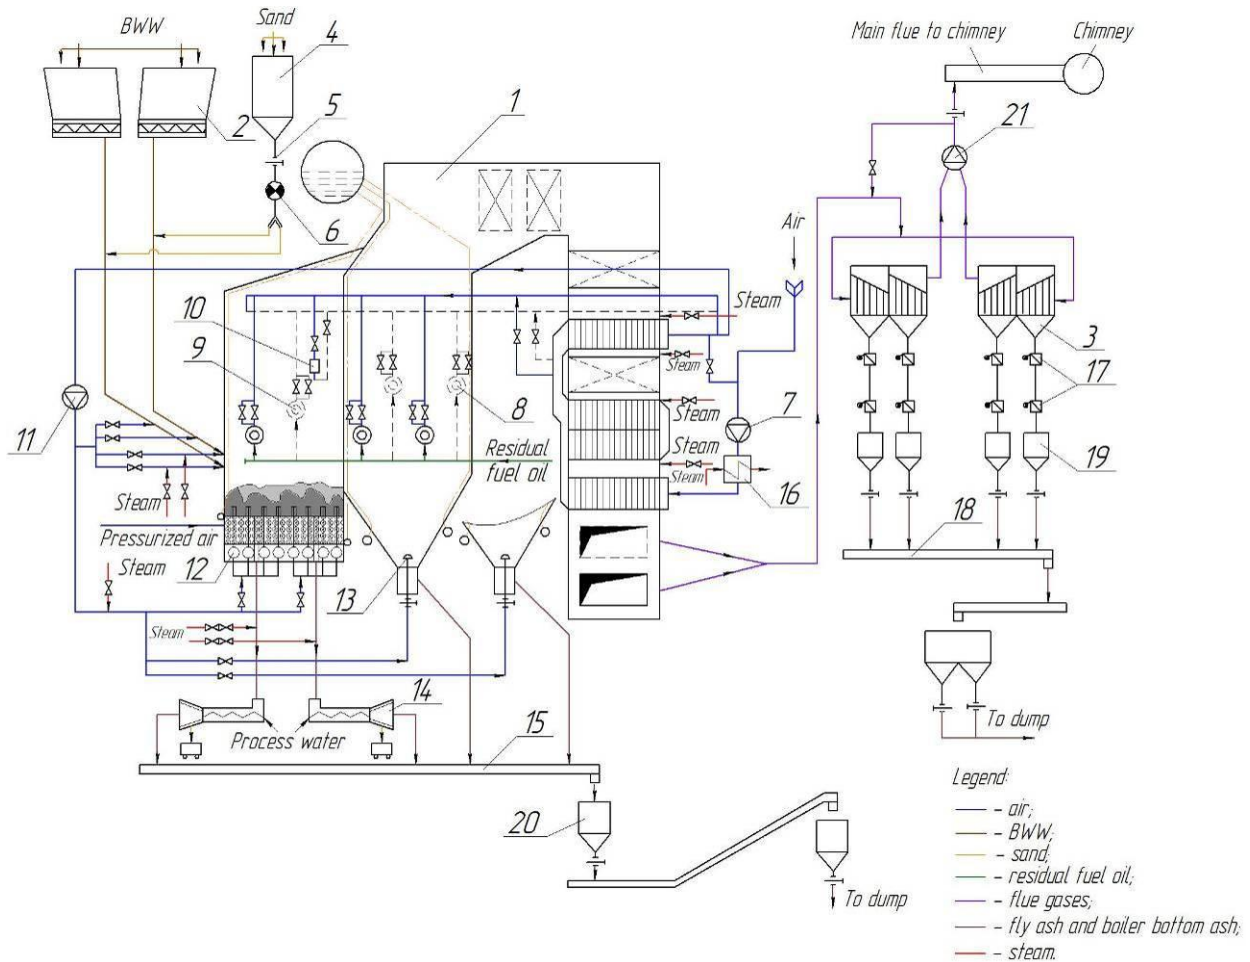 BWW
Sand
4
Main flue to chimney
Chimney
5
1
2
21
6
Air
10
Steam
3
9
Steam
17
8
Steam
7
11
Residual
fuel oil
Steam
Steam
16
19
Steam
Pressurized air
18
12
Steam
13
Steam
14
Process water
15
To dump
20
To dump
Legend:
– air;
– BWW;
– sand;
– residual fuel oil;
– flue gases;
– fly ash and boiler bottom ash;
– steam.